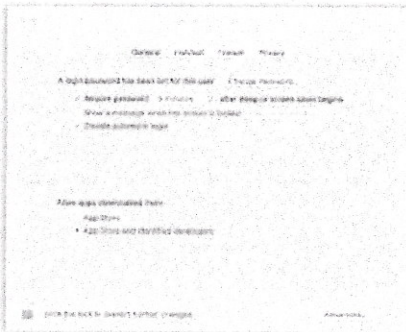 General FileVault Firewall Privacy
A login password has been set for this user Change Password...
Require password 5 minutes after sleep or screen saver begins
Show a message when the screen is locked
Disable automatic login
Allow apps downloaded from:
App Store
App Store and identified developers
Click the lock to prevent further changes.
Advanced...